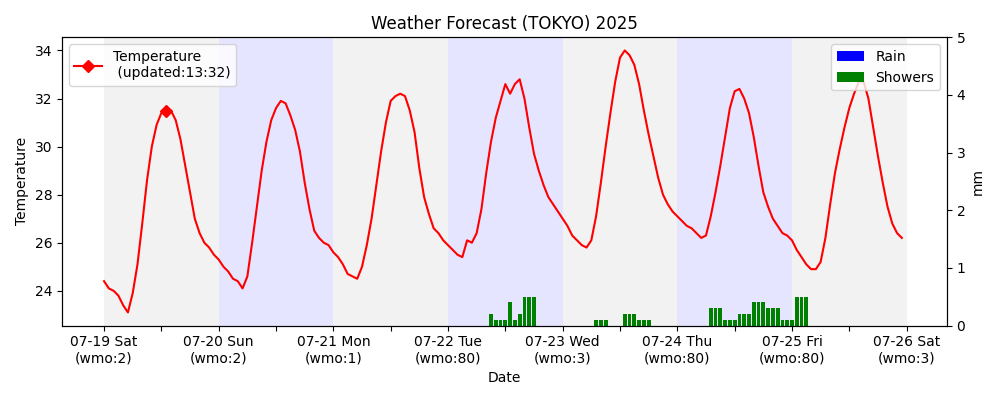 Weather Forecast (TOKYO) 2025
Temperature
(updated:13:32)
Rain
Showers
34
32
30
28
26
24
Temperature
5
4
3
2
1
0
mm
07-19 Sat
(wmo:2)
07-20 Sun
(wmo:2)
07-21 Mon
(wmo:1)
07-22 Tue
(wmo:80)
07-23 Wed
(wmo:3)
07-24 Thu
(wmo:80)
07-25 Fri
(wmo:80)
07-26 Sat
(wmo:3)
Date